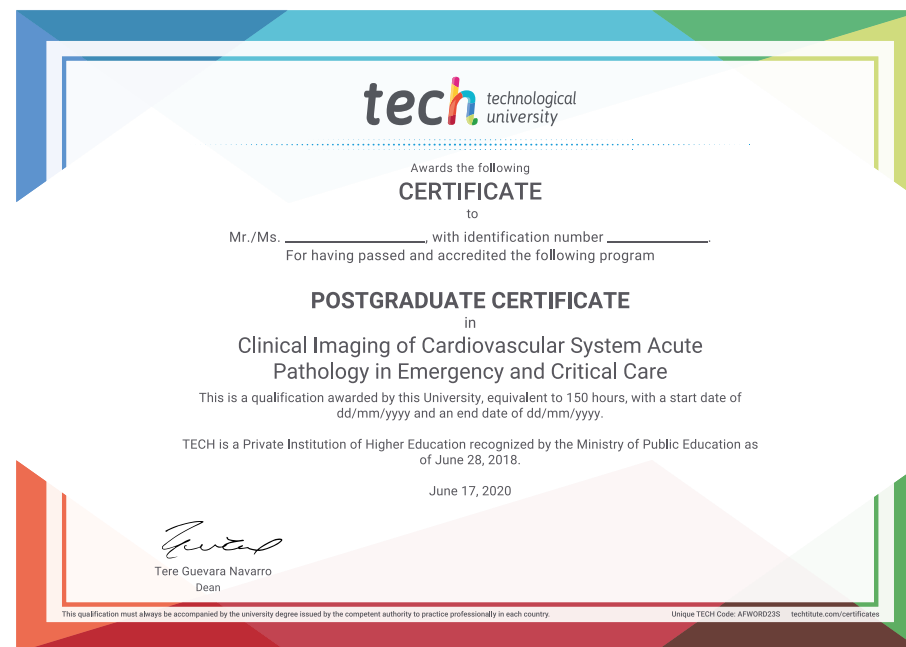 tech technological
university
Awards the following
CERTIFICATE
to
Mr./Ms. ____________________, with identification number ______________.
For having passed and accredited the following program
POSTGRADUATE CERTIFICATE
in
Clinical Imaging of Cardiovascular System Acute
Pathology in Emergency and Critical Care
This is a qualification awarded by this University, equivalent to 150 hours, with a start date of
dd/mm/yyyy and an end date of dd/mm/yyyy.
TECH is a Private Institution of Higher Education recognized by the Ministry of Public Education as
of June 28, 2018.
June 17, 2020
Tere Guevara Navarro
Dean
This qualification must always be accompanied by the university degree issued by the competent authority to practice professionally in each country. Unique TECH Code: AFWORD23S techtitute.com/certificates